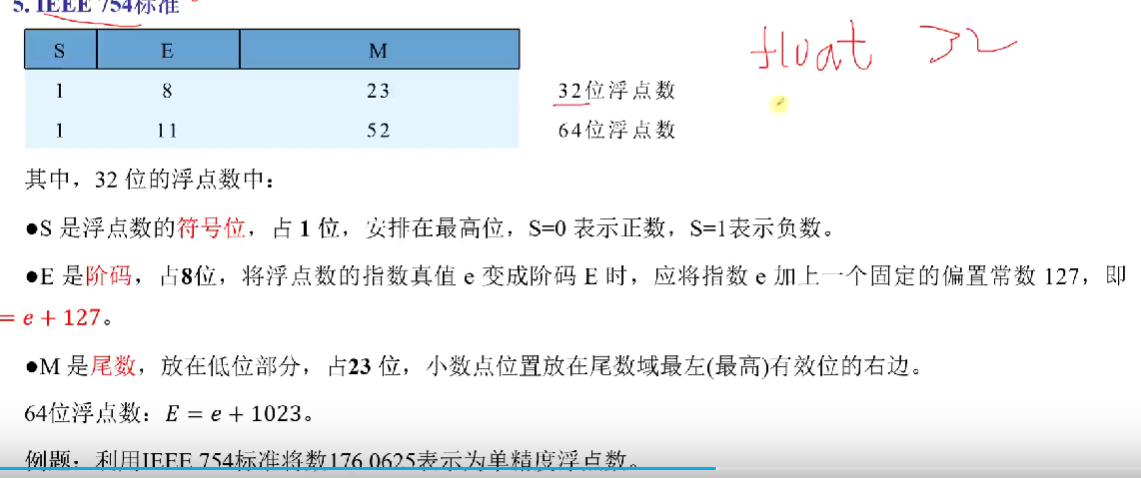 5. IEEE 754标准
float 32
S E M
1 8 23 32位浮点数
1 11 52 64位浮点数
其中，32 位的浮点数中：
●S 是浮点数的符号位，占 1 位，安排在最高位，S=0 表示正数，S=1表示负数。
●E 是阶码，占8位，将浮点数的指数真值 e 变成阶码 E 时，应将指数 e 加上一个固定的偏置常数 127，即
= e + 127。
●M 是尾数，放在低位部分，占23 位，小数点位置放在尾数域最左(最高)有效位的右边。
64位浮点数：E = e + 1023。
例题：利用IEEE 754标准将数176.0625表示为单精度浮点数。